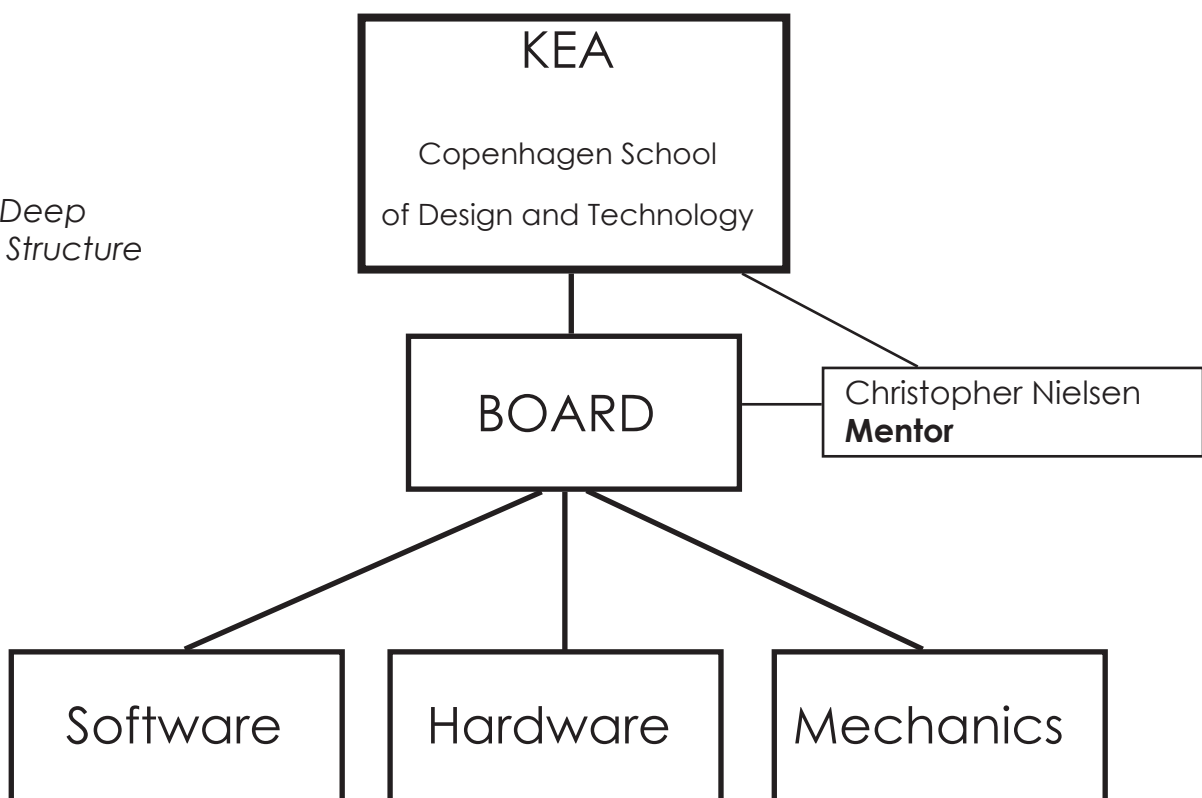 KEA
Copenhagen School
of Design and Technology
Deep
Structure
BOARD
Christopher Nielsen
Mentor
Software
Hardware
Mechanics